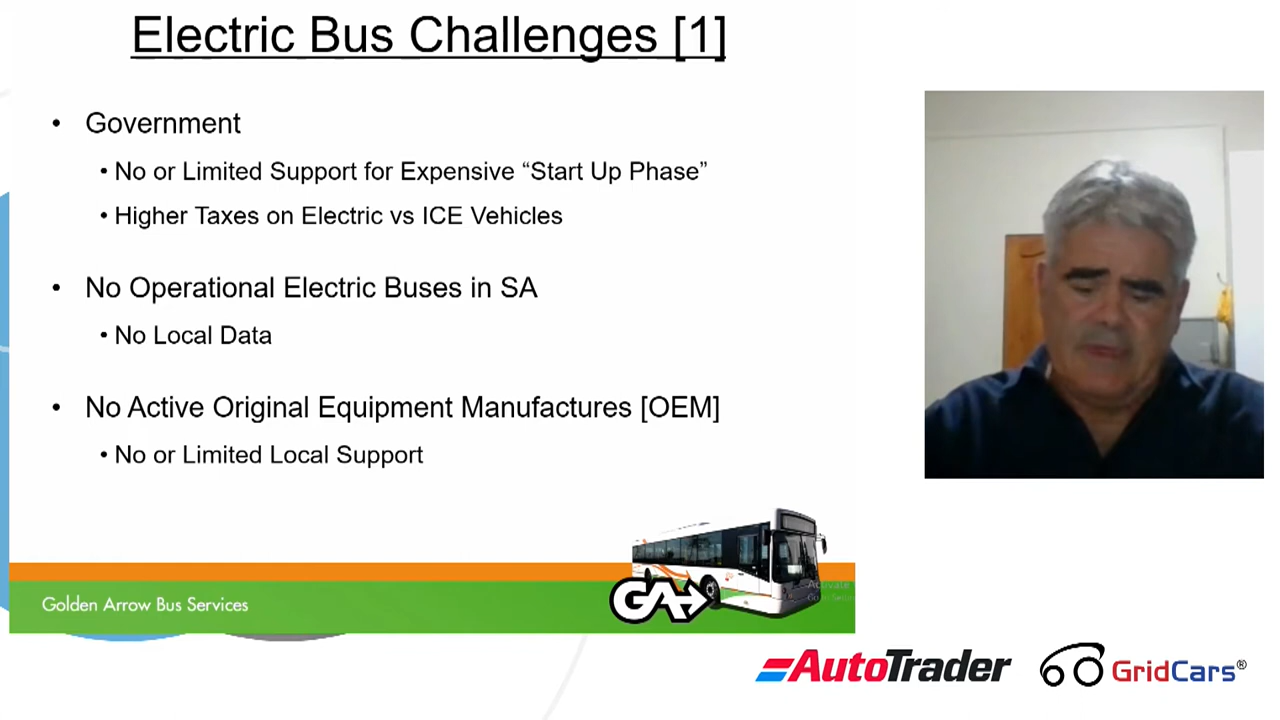 Electric Bus Challenges [1]
• Government
• No or Limited Support for Expensive “Start Up Phase”
• Higher Taxes on Electric vs ICE Vehicles
• No Operational Electric Buses in SA
• No Local Data
• No Active Original Equipment Manufactures [OEM]
• No or Limited Local Support
Golden Arrow Bus Services
GA
AutoTrader
GridCars®